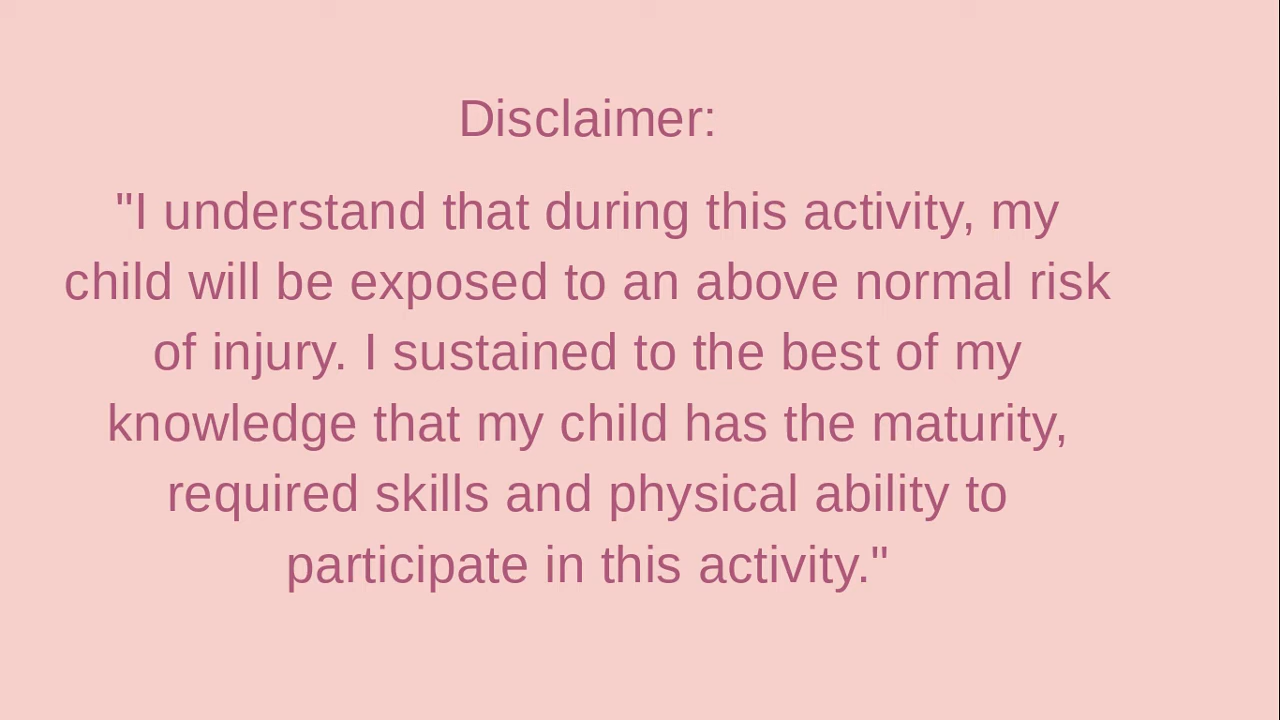 Disclaimer:
"I understand that during this activity, my
child will be exposed to an above normal risk
of injury. I sustained to the best of my
knowledge that my child has the maturity,
required skills and physical ability to
participate in this activity."